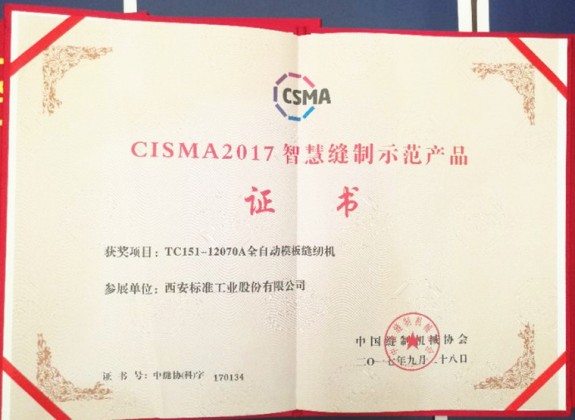 CSMA
CISMA2017智慧缝制示范产品
证 书
获奖项目：TC151-12070A全自动模板缝纫机
参展单位：西安标准工业股份有限公司
中国缝制机械协会
二〇一七年九月二十八日
证 书 号：中缝协(科)字 170134